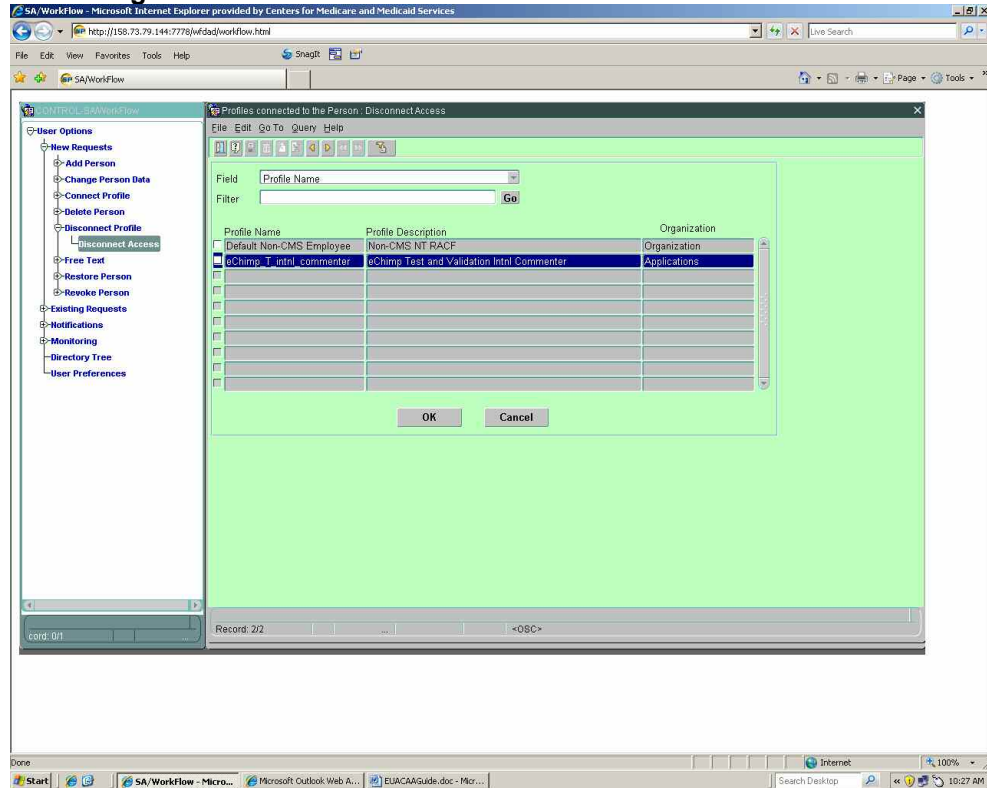 SA/WorkFlow - Microsoft Internet Explorer provided by Centers for Medicare and Medicaid Services
http://158.73.79.144:7778/wfdad/workflow.html
Live Search
File Edit View Favorites Tools Help
SnagIt
SA/WorkFlow
Page Tools
CONTROL-SAWorkFlow
Profiles connected to the Person : Disconnect Access
User Options
New Requests
Add Person
Change Person Data
Connect Profile
Delete Person
Disconnect Profile
Disconnect Access
Free Text
Restore Person
Revoke Person
Existing Requests
Notifications
Monitoring
Directory Tree
User Preferences
cord: 0/1
...
File Edit Go To Query Help
Field Profile Name
Filter Go
Profile Name Profile Description Organization
Default Non-CMS Employee Non-CMS NT RACF Organization
eChimp_T_intnl_commenter eChimp Test and Validation Intnl Commenter Applications
OK Cancel
Record: 2/2 ... <OSC>
Done Internet 100%
Start SA/WorkFlow - Micro... Microsoft Outlook Web A... EUACAAGuide.doc - Micr... Search Desktop 10:27 AM